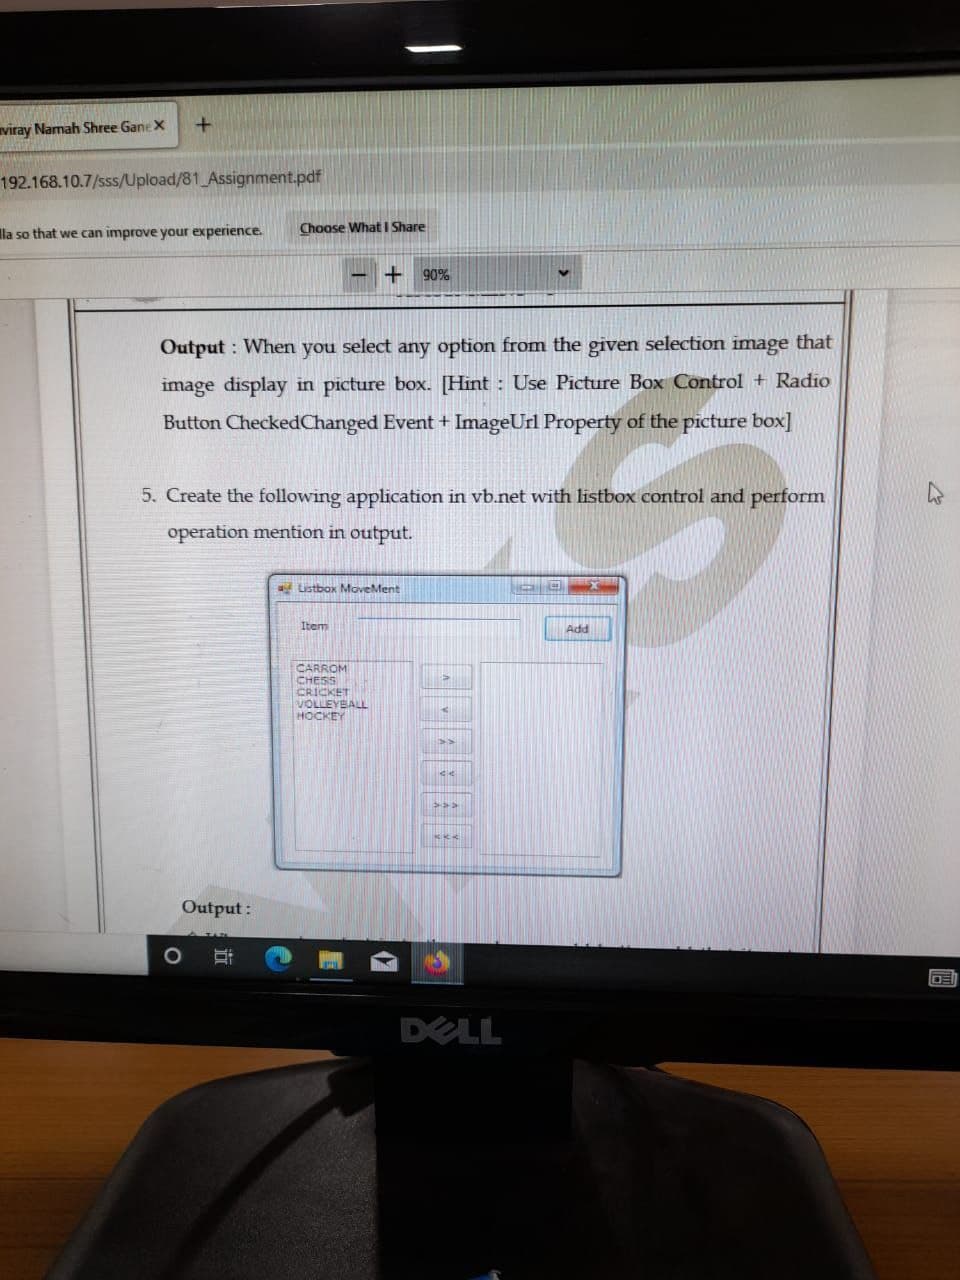 Namah Shree Gane X +
192.168.10.7/sss/Upload/81_Assignment.pdf
lla so that we can improve your experience. Choose What I Share
− + 90%
Output : When you select any option from the given selection image that
image display in picture box. [Hint : Use Picture Box Control + Radio
Button CheckedChanged Event + ImageUrl Property of the picture box]
5. Create the following application in vb.net with listbox control and perform
operation mention in output.
Listbox MoveMent
Item Add
CARROM
CHESS
CRICKET
VOLLEYBALL
HOCKEY
>
<
>>
<<
>>>
<<<
Output :
DELL